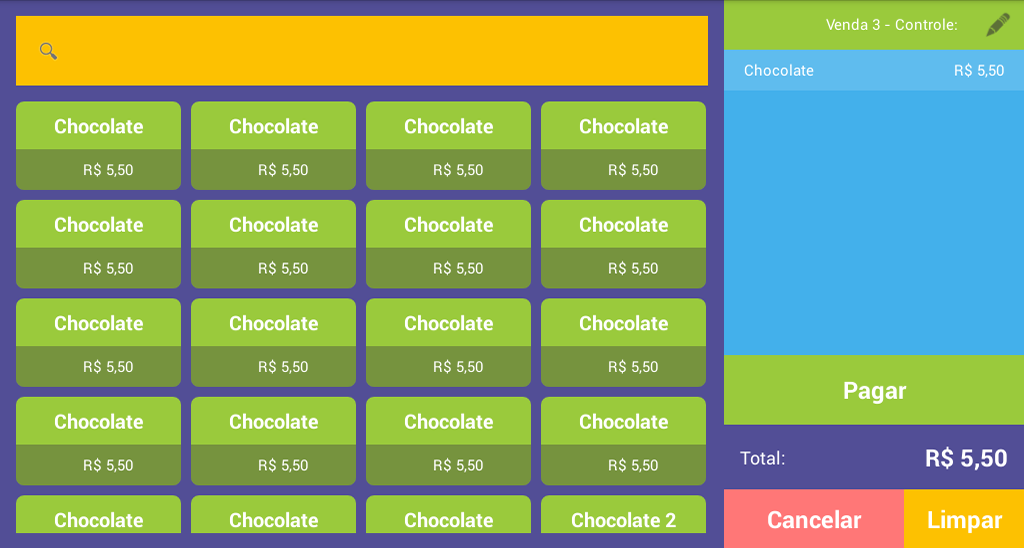 Chocolate Chocolate Chocolate Chocolate
R$ 5,50 R$ 5,50 R$ 5,50 R$ 5,50
Chocolate Chocolate Chocolate Chocolate
R$ 5,50 R$ 5,50 R$ 5,50 R$ 5,50
Chocolate Chocolate Chocolate Chocolate
R$ 5,50 R$ 5,50 R$ 5,50 R$ 5,50
Chocolate Chocolate Chocolate Chocolate
R$ 5,50 R$ 5,50 R$ 5,50 R$ 5,50
Chocolate Chocolate Chocolate Chocolate 2
Venda 3 - Controle:
Chocolate R$ 5,50
Pagar
Total: R$ 5,50
Cancelar Limpar